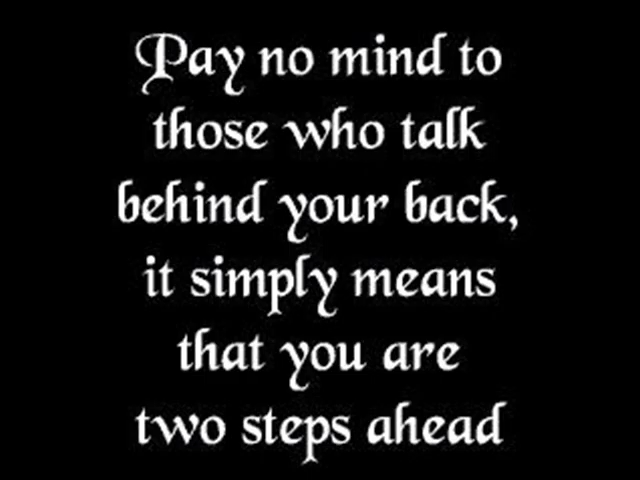 Pay no mind to
those who talk
behind your back,
it simply means
that you are
two steps ahead